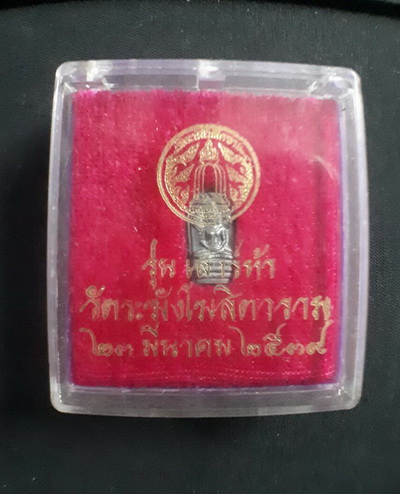 รุ่น เสาร์ห้า
วัดระฆังโฆสิตาราม
๒๓ มีนาคม ๒๕๓๙